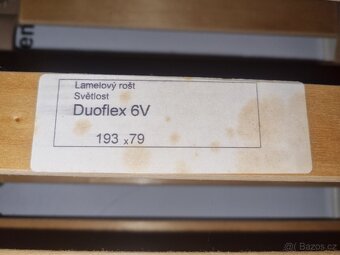 Lamelový rošt
Světlost
Duoflex 6V
193 x79
© Bazos.cz